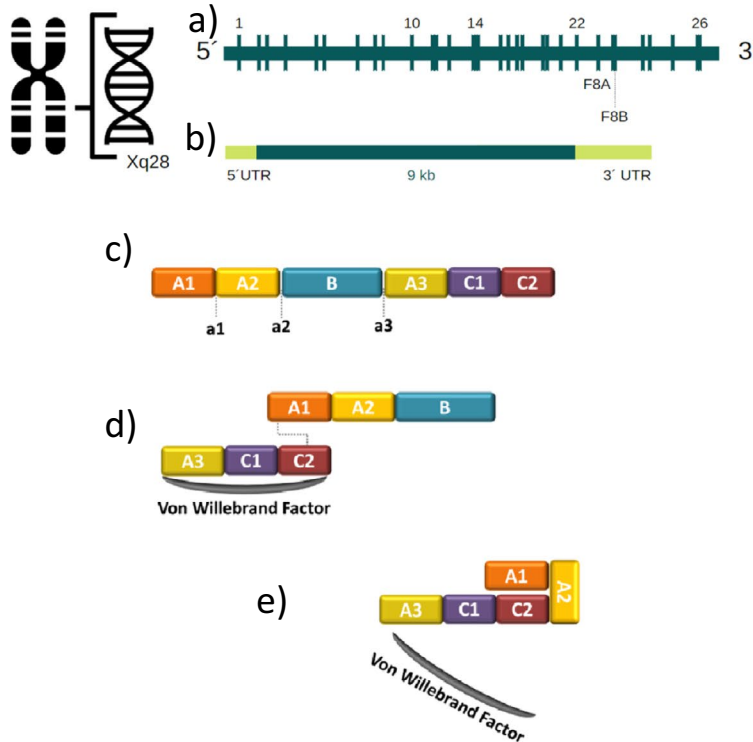 a)
1 10 14 22 26
5´ 3
F8A
F8B
Xq28
b)
5´UTR 9 kb 3´ UTR
c)
A1 A2 B A3 C1 C2
a1 a2 a3
d)
A1 A2 B
A3 C1 C2
Von Willebrand Factor
e)
A1 A2
A3 C1 C2
Von Willebrand Factor